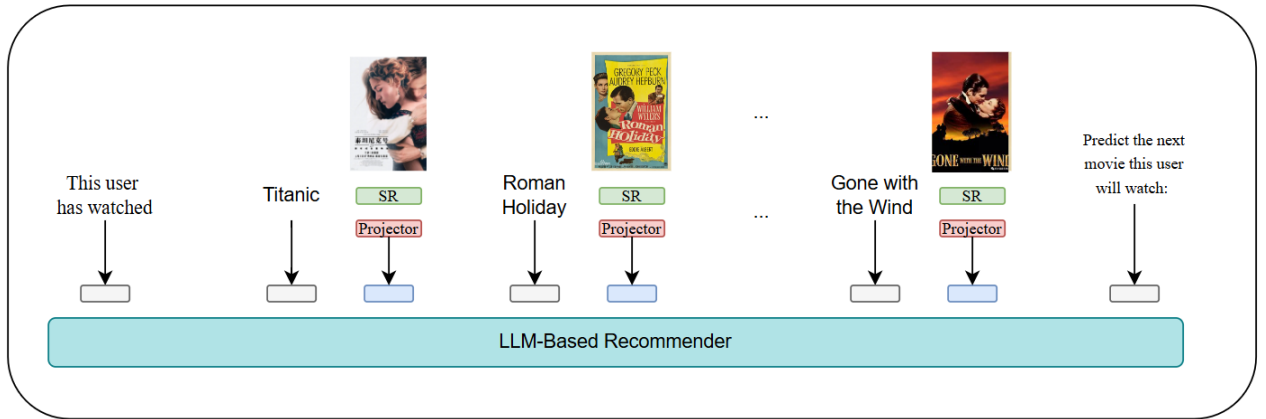 This user
has watched
Titanic
SR
Projector
Roman
Holiday
GREGORY PECK
AUDREY HEPBURN
WILLIAM
WYLER'S
Roman
Holiday
EDDIE ALBERT
SR
Projector
...
...
Gone with
the Wind
GONE WITH THE WIND
SR
Projector
Predict the next
movie this user
will watch:
LLM-Based Recommender